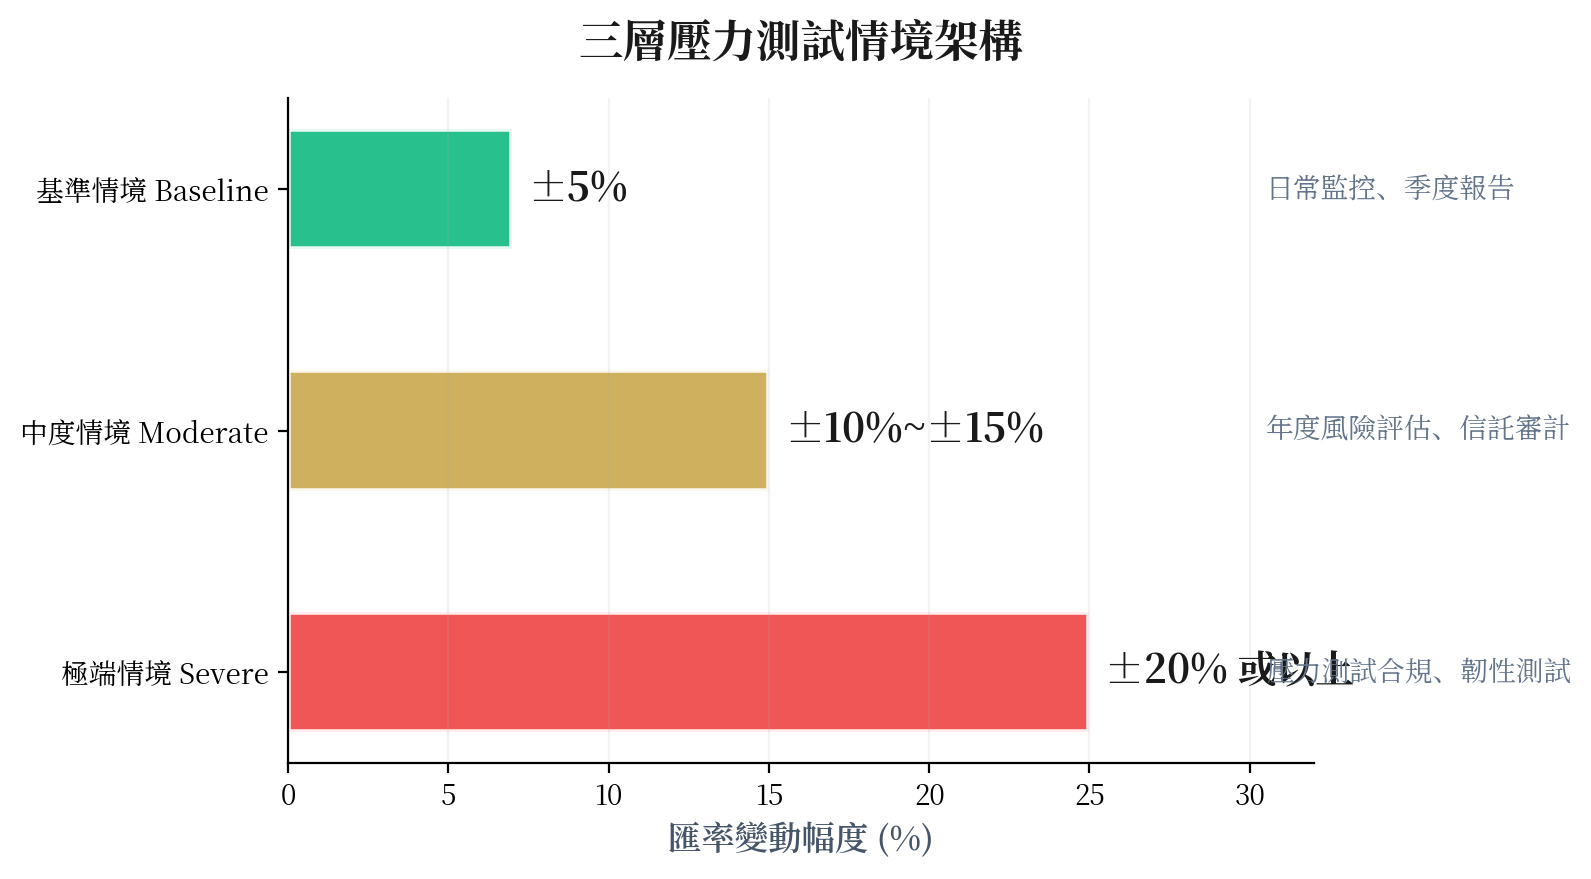 三層壓力測試情境架構
基準情境 Baseline
±5%
日常監控、季度報告
中度情境 Moderate
±10%~±15%
年度風險評估、信託審計
極端情境 Severe
±20% 或以上
壓力測試合規、韌性測試
0 5 10 15 20 25 30
匯率變動幅度 (%)